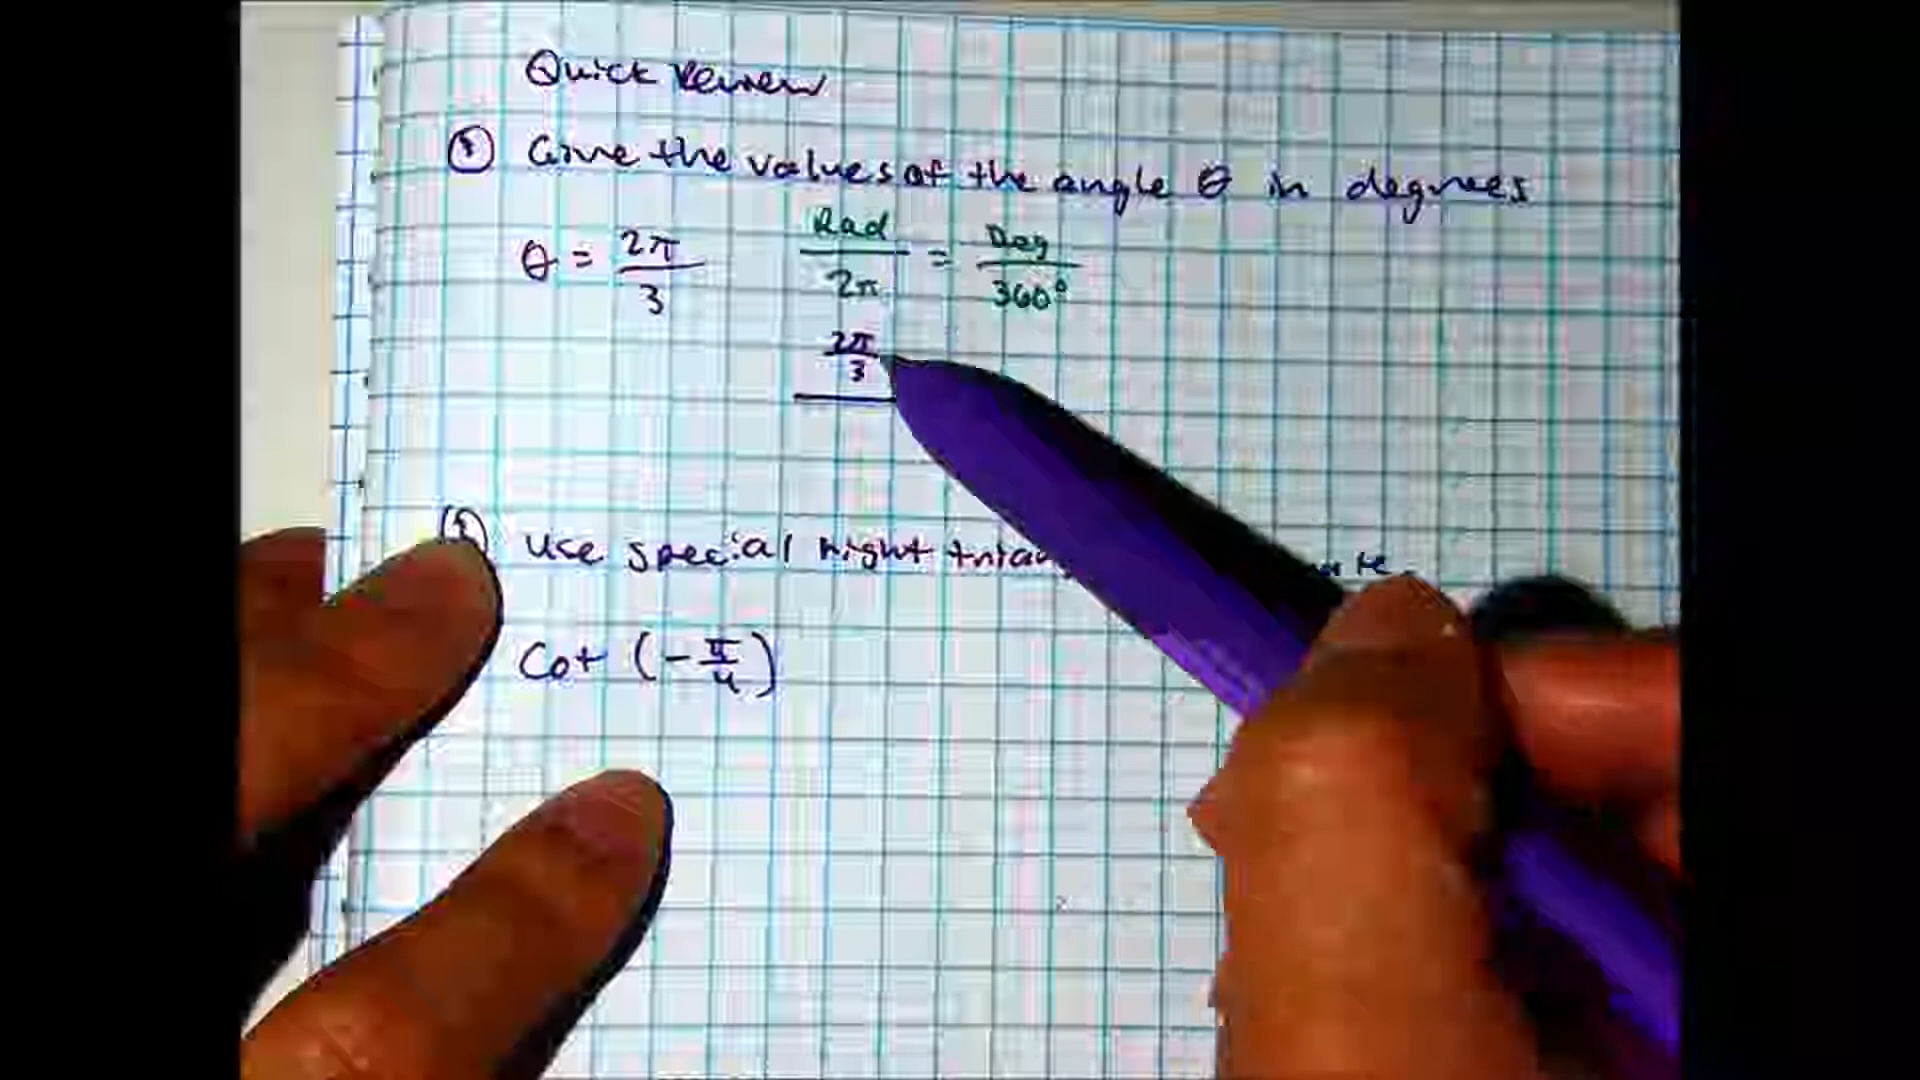 Quick Review
① Give the values of the angle θ in degrees
θ = 2π/3 Rad/2π = Deg/360°
2π/3
use special right
Cot (-π/4)